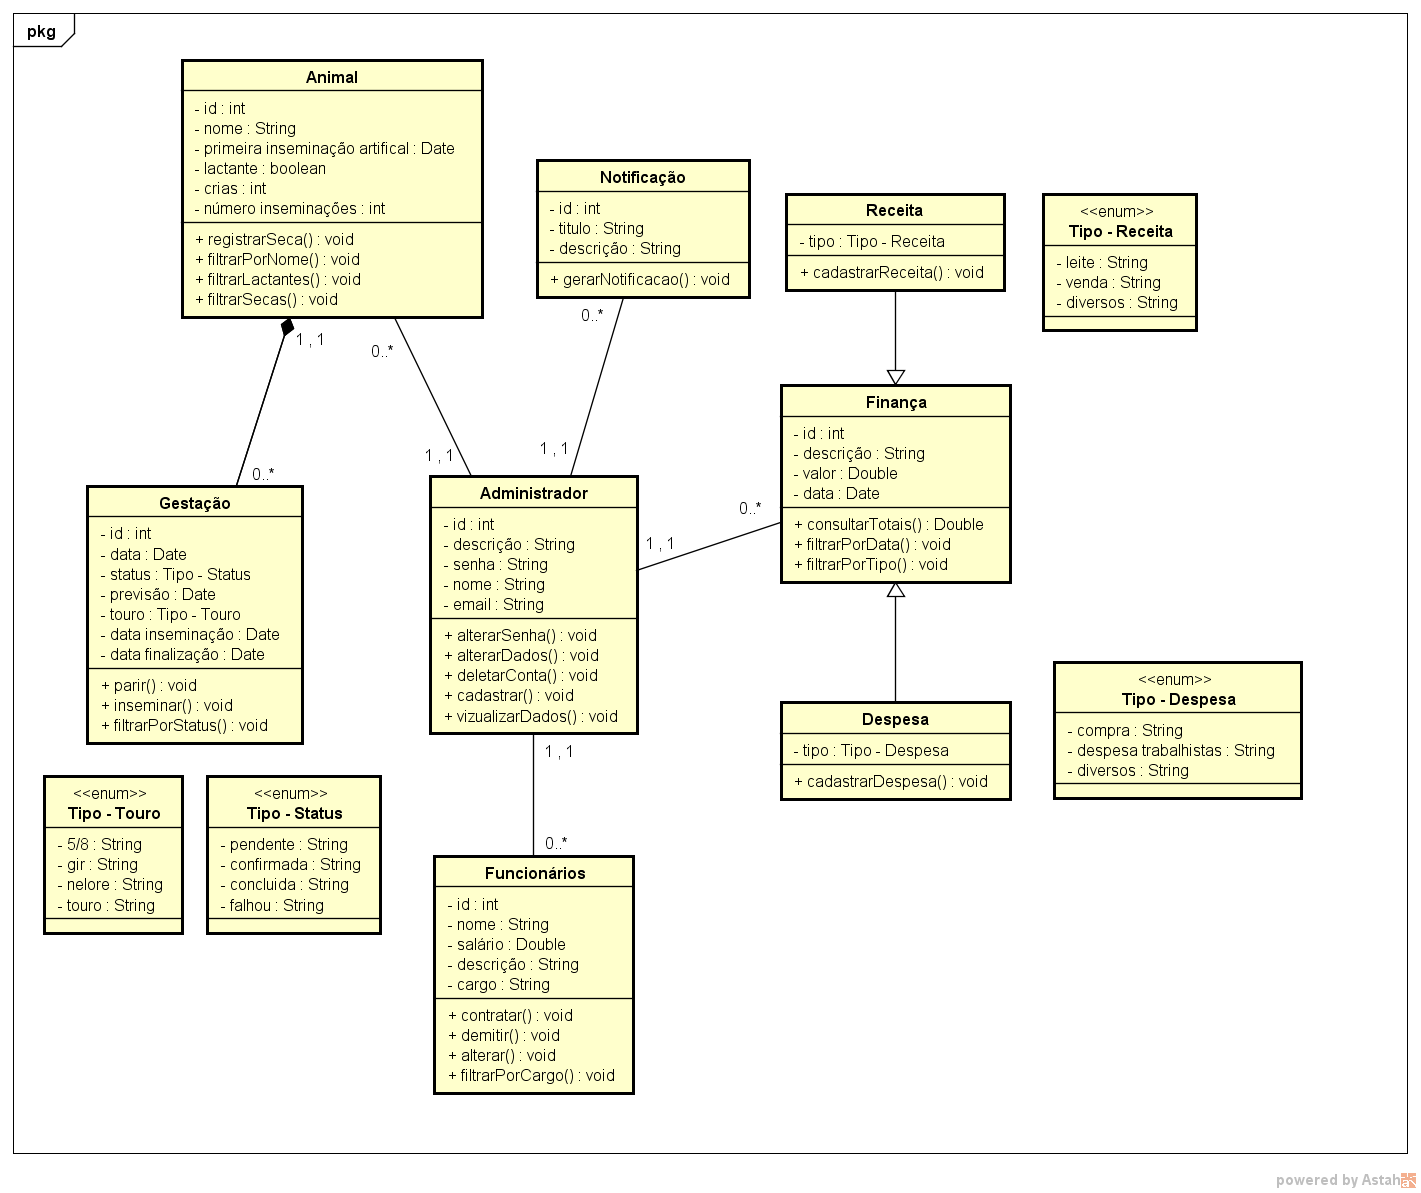 pkg
Animal
- id : int
- nome : String
- primeira inseminação artifical : Date
- lactante : boolean
- crias : int
- número inseminações : int
+ registrarSeca() : void
+ filtrarPorNome() : void
+ filtrarLactantes() : void
+ filtrarSecas() : void
1 , 1
0..*
0..*
1 , 1
Notificação
- id : int
- titulo : String
- descrição : String
+ gerarNotificacao() : void
0..*
1 , 1
Receita
- tipo : Tipo - Receita
+ cadastrarReceita() : void
<<enum>>
Tipo - Receita
- leite : String
- venda : String
- diversos : String
Finança
- id : int
- descrição : String
- valor : Double
- data : Date
+ consultarTotais() : Double
+ filtrarPorData() : void
+ filtrarPorTipo() : void
0..*
1 , 1
Gestação
- id : int
- data : Date
- status : Tipo - Status
- previsão : Date
- touro : Tipo - Touro
- data inseminação : Date
- data finalização : Date
+ parir() : void
+ inseminar() : void
+ filtrarPorStatus() : void
Administrador
- id : int
- descrição : String
- senha : String
- nome : String
- email : String
+ alterarSenha() : void
+ alterarDados() : void
+ deletarConta() : void
+ cadastrar() : void
+ vizualizarDados() : void
1 , 1
0..*
Despesa
- tipo : Tipo - Despesa
+ cadastrarDespesa() : void
<<enum>>
Tipo - Despesa
- compra : String
- despesa trabalhistas : String
- diversos : String
<<enum>>
Tipo - Touro
- 5/8 : String
- gir : String
- nelore : String
- touro : String
<<enum>>
Tipo - Status
- pendente : String
- confirmada : String
- concluida : String
- falhou : String
Funcionários
- id : int
- nome : String
- salário : Double
- descrição : String
- cargo : String
+ contratar() : void
+ demitir() : void
+ alterar() : void
+ filtrarPorCargo() : void
powered by Astah